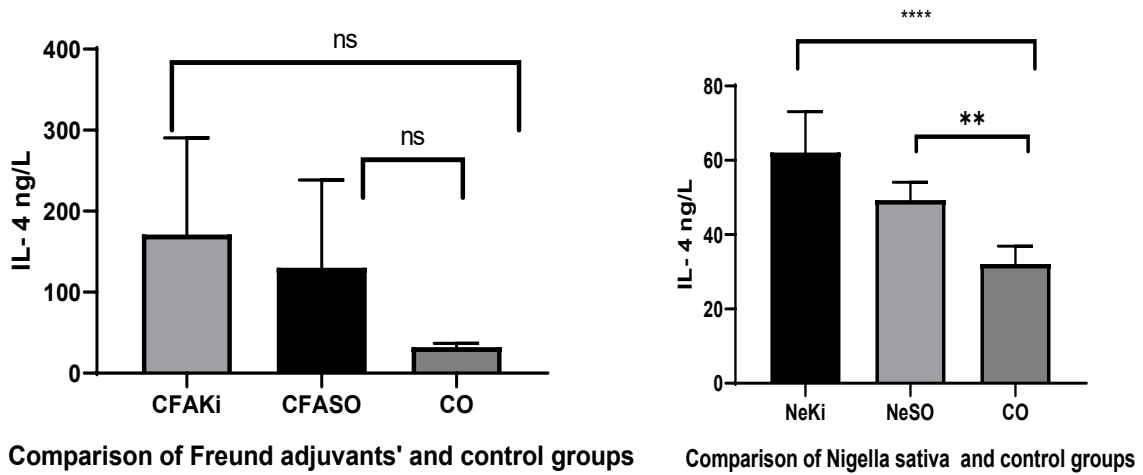 ns
400
300
200
100
0
IL- 4 ng/L
ns
CFAKi CFASO CO
Comparison of Freund adjuvants' and control groups
****
80
60
40
20
0
IL- 4 ng/L
**
NeKi NeSO CO
Comparison of Nigella sativa and control groups